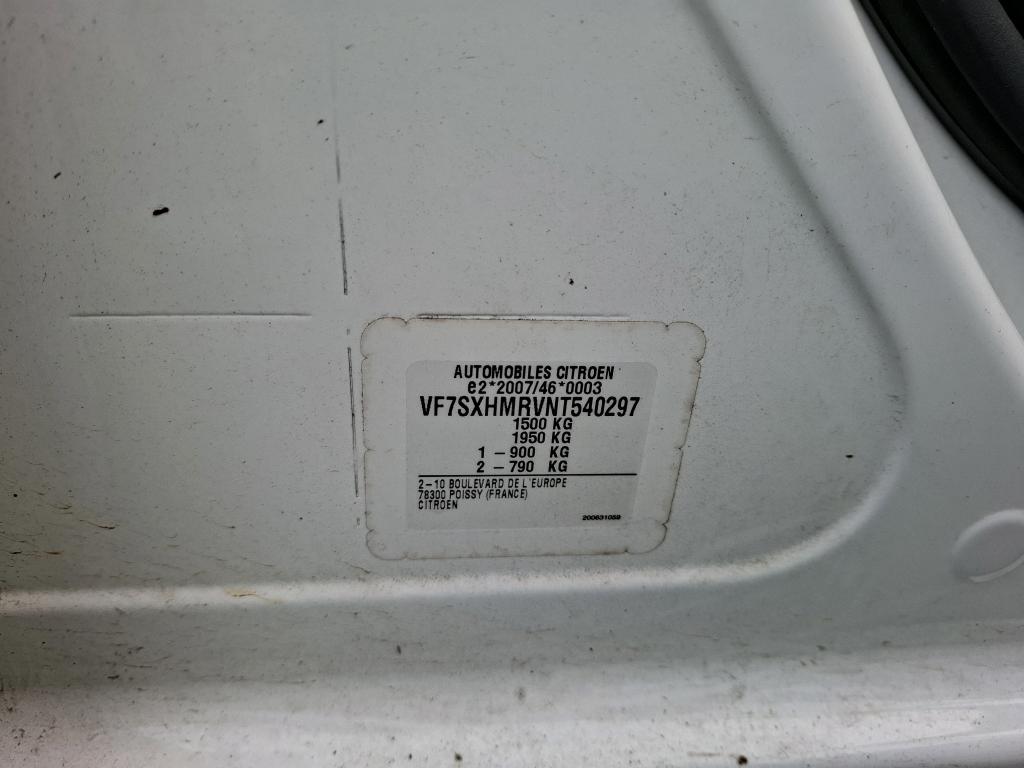 AUTOMOBILES CITROEN
e2*2007/46*0003
VF7SXHMRVNT540297
1500 KG
1950 KG
1 – 900 KG
2 – 790 KG
2–10 BOULEVARD DE L'EUROPE
78300 POISSY (FRANCE)
CITROEN
200631059